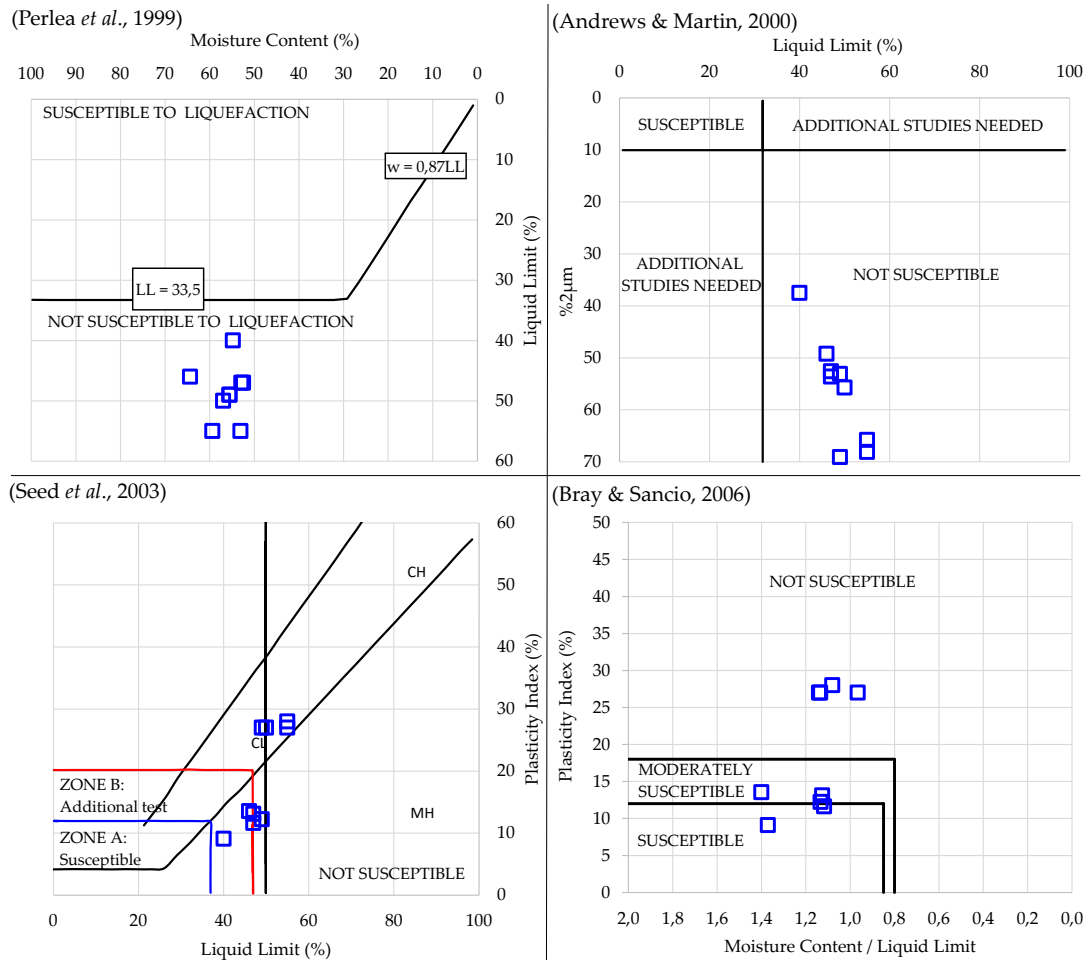 (Perlea et al., 1999)
Moisture Content (%)
100 90 80 70 60 50 40 30 20 10 0
SUSCEPTIBLE TO LIQUEFACTION
w = 0,87LL
LL = 33,5
NOT SUSCEPTIBLE TO LIQUEFACTION
0
10
20
30
40
50
60
Liquid Limit (%)
(Andrews & Martin, 2000)
Liquid Limit (%)
0 20 40 60 80 100
0
10
20
30
40
50
60
70
%2μm
SUSCEPTIBLE
ADDITIONAL STUDIES NEEDED
ADDITIONAL
STUDIES NEEDED
NOT SUSCEPTIBLE
(Seed et al., 2003)
CH
CL
MH
ZONE B:
Additional test
ZONE A:
Susceptible
NOT SUSCEPTIBLE
60
50
40
30
20
10
0
Plasticity Index (%)
0 20 40 60 80 100
Liquid Limit (%)
(Bray & Sancio, 2006)
50
45
40
35
30
25
20
15
10
5
0
Plasticity Index (%)
NOT SUSCEPTIBLE
MODERATELY
SUSCEPTIBLE
SUSCEPTIBLE
2,0 1,8 1,6 1,4 1,2 1,0 0,8 0,6 0,4 0,2 0,0
Moisture Content / Liquid Limit